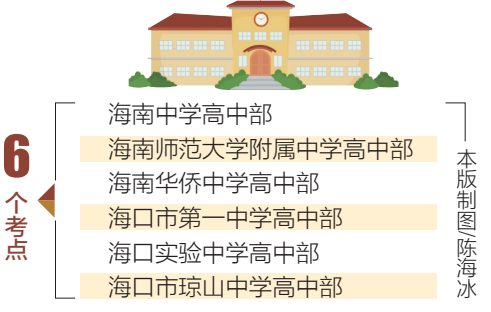 6
个考点
海南中学高中部
海南师范大学附属中学高中部
海南华侨中学高中部
海口市第一中学高中部
海口实验中学高中部
海口市琼山中学高中部
本版制图/陈海冰